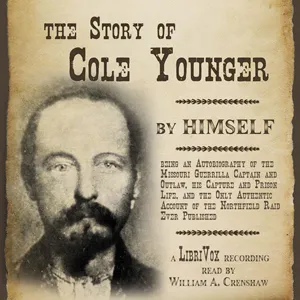 the Story of
Cole Younger
by HIMSELF
being an Autobiography of the
Missouri Guerrilla Captain and
Outlaw, his Capture and Prison
Life, and the Only Authentic
Account of the Northfield Raid
Ever Published
a LibriVox recording
read by
William A. Crenshaw